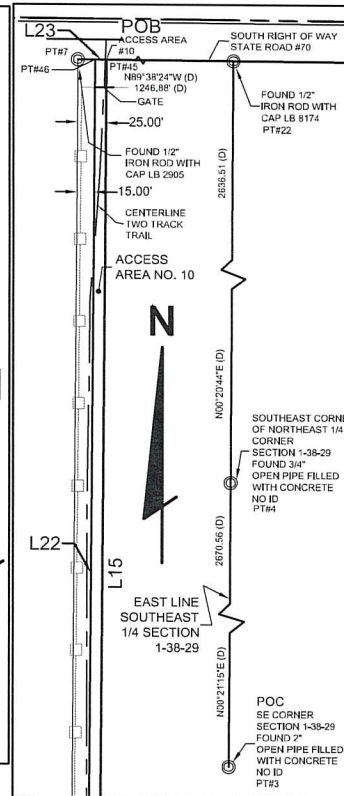 L23
POB
ACCESS AREA
#10
SOUTH RIGHT OF WAY
STATE ROAD #70
PT#7
PT#46
PT#45
N89°38'24"W (D)
1246.88' (D)
GATE
25.00'
FOUND 1/2"
IRON ROD WITH
CAP LB 8174
PT#22
FOUND 1/2"
IRON ROD WITH
CAP LB 2905
15.00'
2636.51 (D)
CENTERLINE
TWO TRACK
TRAIL
ACCESS
AREA NO. 10
N
N00°20'44"E (D)
SOUTHEAST CORNE
OF NORTHEAST 1/4
CORNER
SECTION 1-38-29
FOUND 3/4"
OPEN PIPE FILLED
WITH CONCRETE
NO ID
PT#4
L22
L15
2670.56 (D)
EAST LINE
SOUTHEAST
1/4 SECTION
1-38-29
N00°21'15"E (D)
POC
SE CORNER
SECTION 1-38-29
FOUND 2"
OPEN PIPE FILLED
WITH CONCRETE
NO ID
PT#3